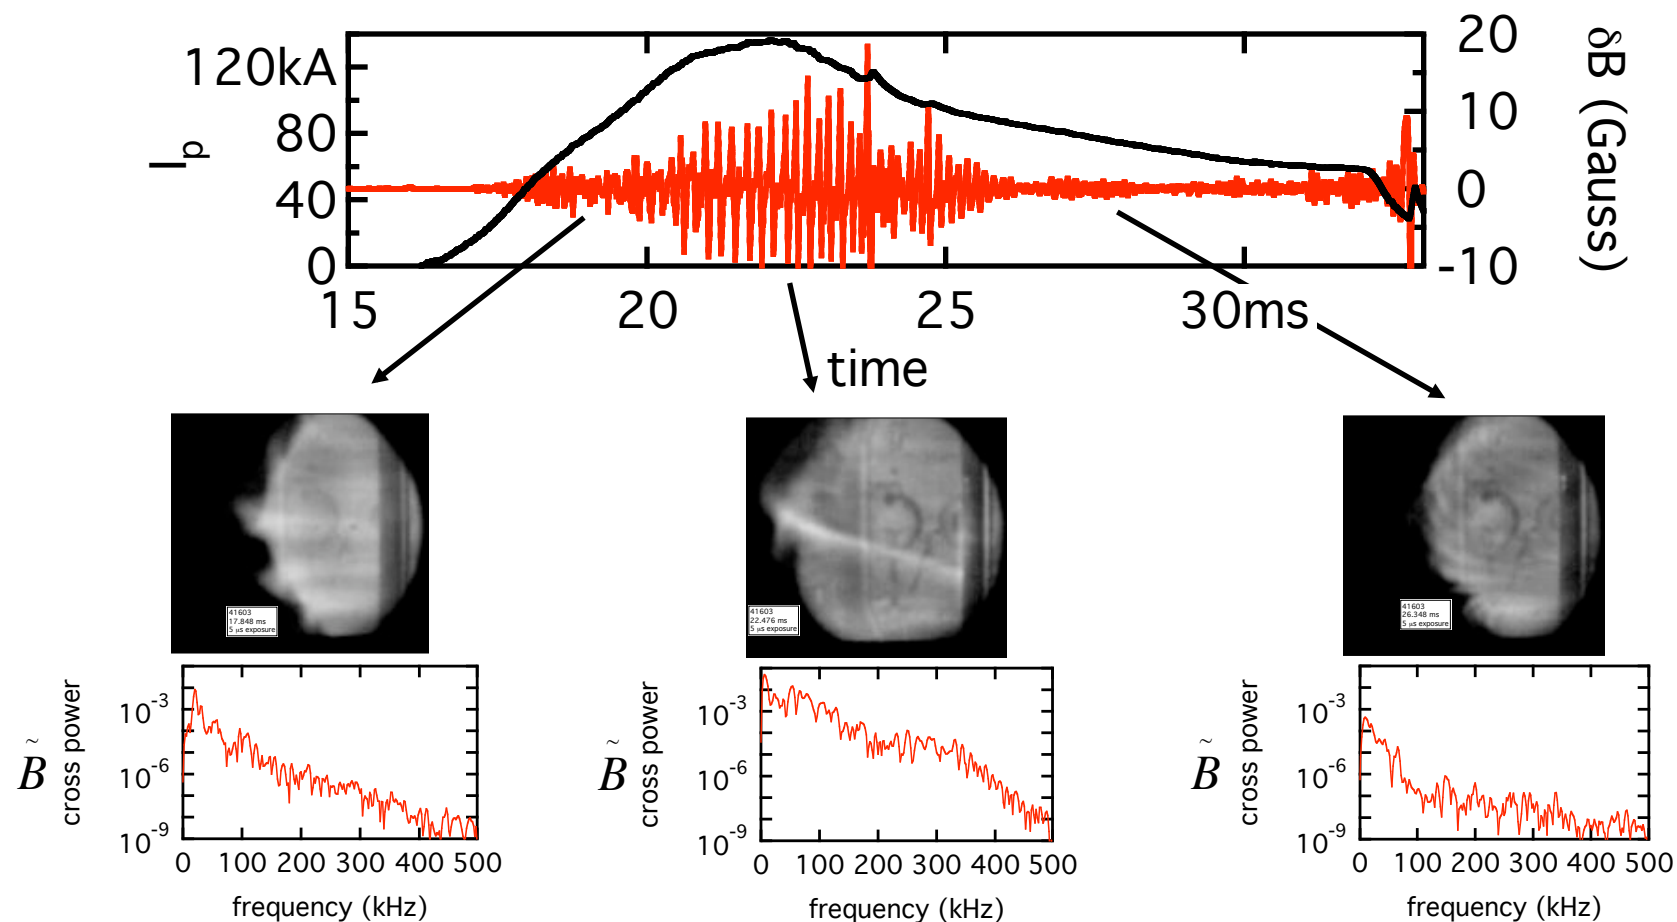 120kA
80
40
0
I_p
20
10
0
-10
δB (Gauss)
15
20
25
30ms
time
41603
17.848 ms
5 μs exposure
41603
22.476 ms
5 μs exposure
41603
26.348 ms
5 μs exposure
B̃
cross power
10^-3
10^-6
10^-9
0 100 200 300 400 500
frequency (kHz)
B̃
cross power
10^-3
10^-6
10^-9
0 100 200 300 400 500
frequency (kHz)
B̃
cross power
10^-3
10^-6
10^-9
0 100 200 300 400 500
frequency (kHz)